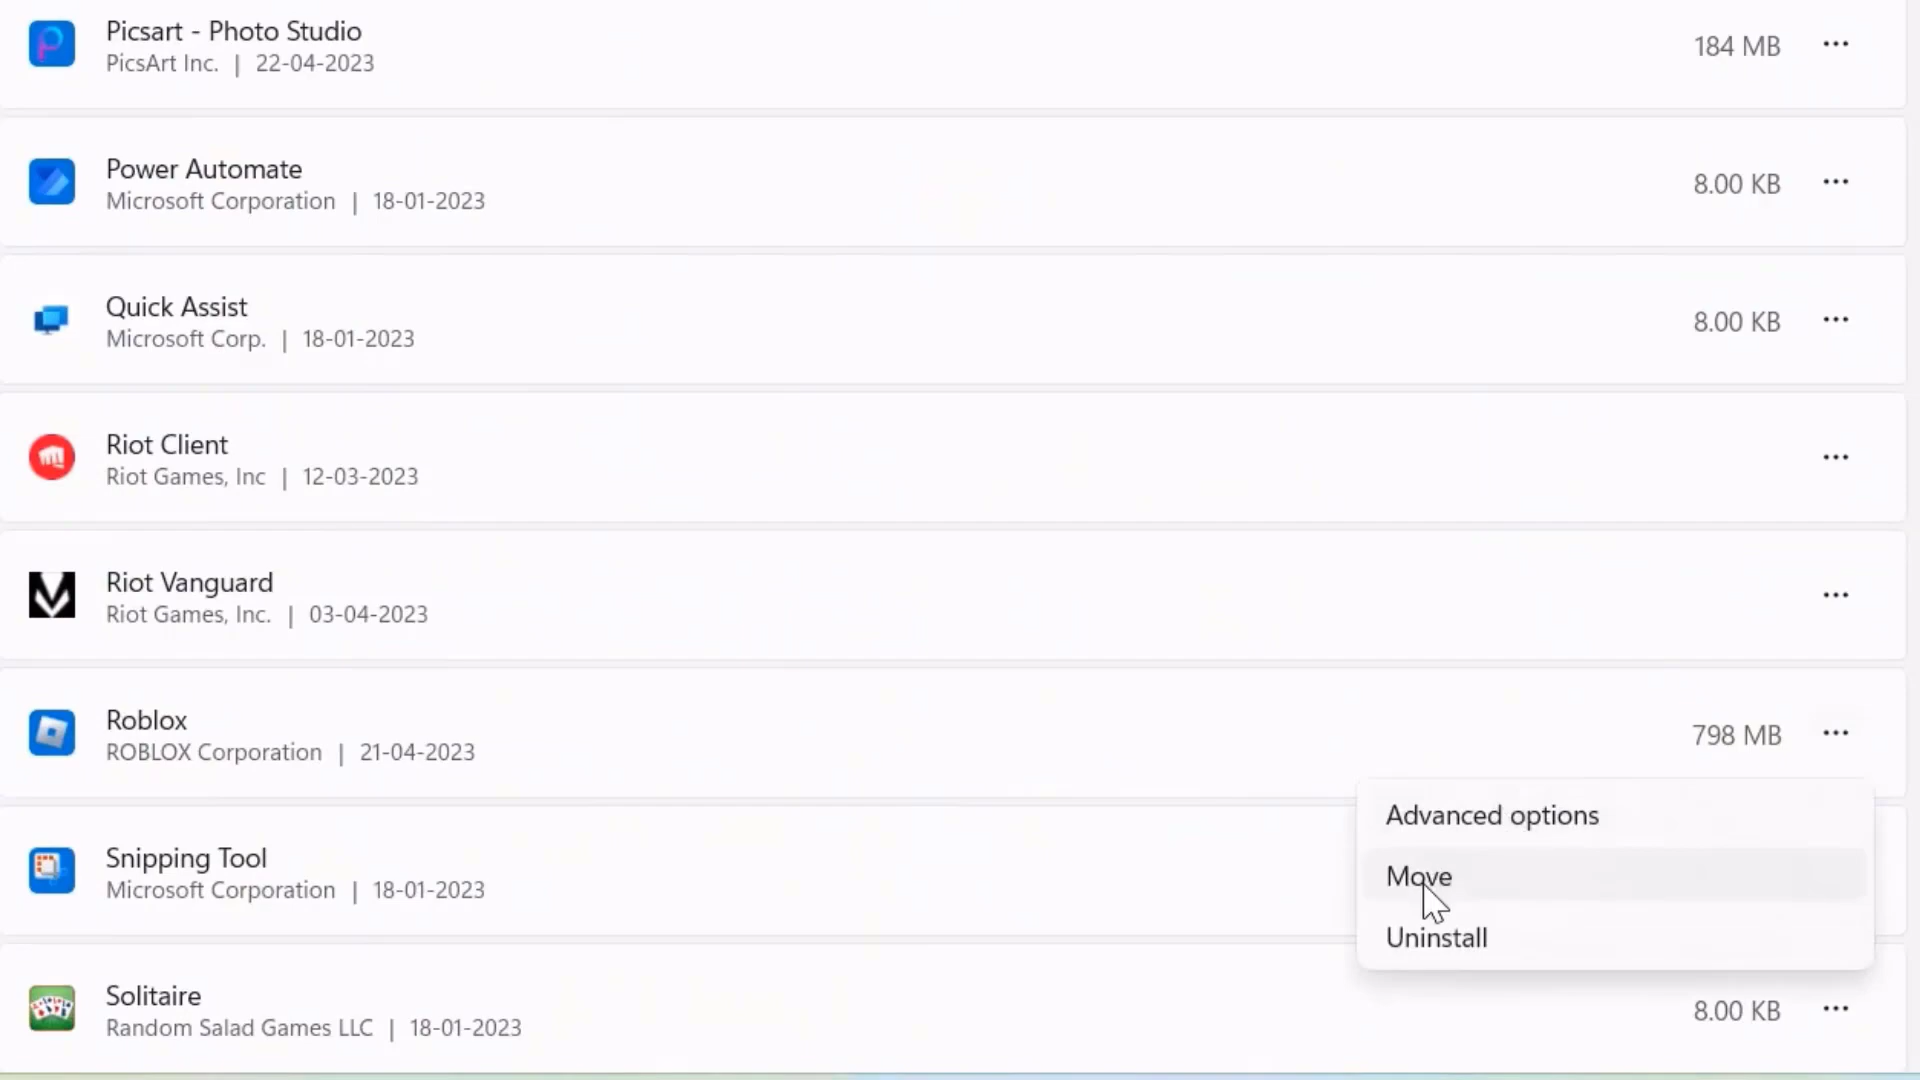 Picsart - Photo Studio
PicsArt Inc. | 22-04-2023
184 MB
Power Automate
Microsoft Corporation | 18-01-2023
8.00 KB
Quick Assist
Microsoft Corp. | 18-01-2023
8.00 KB
Riot Client
Riot Games, Inc | 12-03-2023
Riot Vanguard
Riot Games, Inc. | 03-04-2023
Roblox
ROBLOX Corporation | 21-04-2023
798 MB
Advanced options
Move
Uninstall
Snipping Tool
Microsoft Corporation | 18-01-2023
Solitaire
Random Salad Games LLC | 18-01-2023
8.00 KB